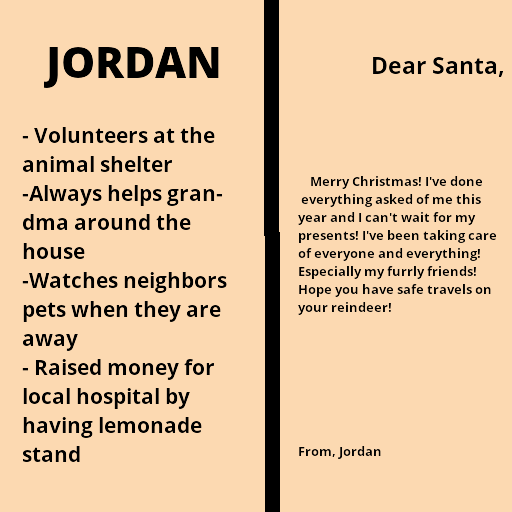 JORDAN
- Volunteers at the
animal shelter
-Always helps gran-
dma around the
house
-Watches neighbors
pets when they are
away
- Raised money for
local hospital by
having lemonade
stand
Dear Santa,
Merry Christmas! I've done
everything asked of me this
year and I can't wait for my
presents! I've been taking care
of everyone and everything!
Especially my furrly friends!
Hope you have safe travels on
your reindeer!
From, Jordan